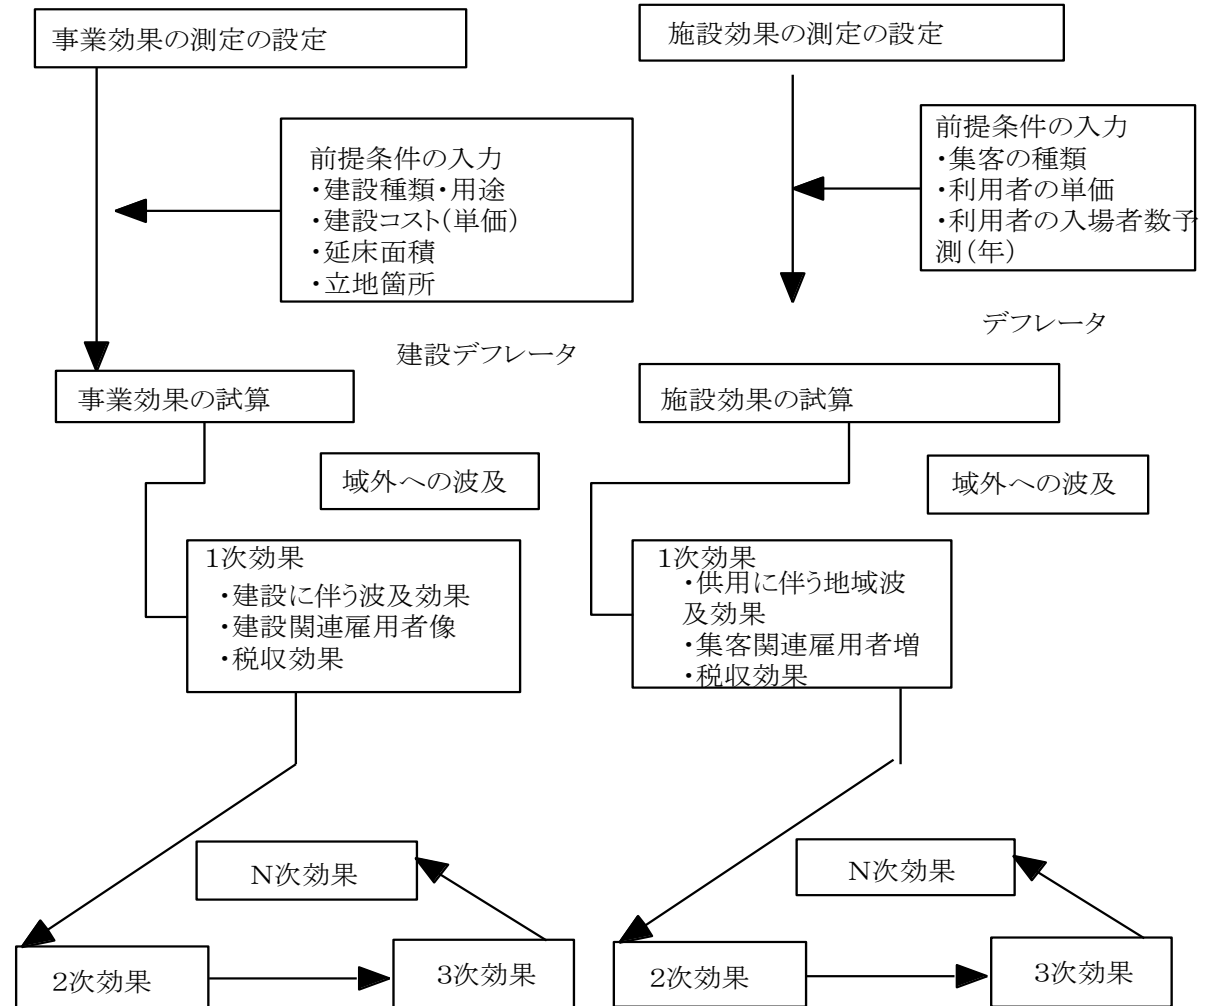 事業効果の測定の設定
前提条件の入力
・建設種類・用途
・建設コスト(単価)
・延床面積
・立地箇所
建設デフレータ
事業効果の試算
域外への波及
1次効果
・建設に伴う波及効果
・建設関連雇用者像
・税収効果
N次効果
2次効果
3次効果
施設効果の測定の設定
前提条件の入力
・集客の種類
・利用者の単価
・利用者の入場者数予
測(年)
デフレータ
施設効果の試算
域外への波及
1次効果
・供用に伴う地域波
及効果
・集客関連雇用者増
・税収効果
N次効果
2次効果
3次効果